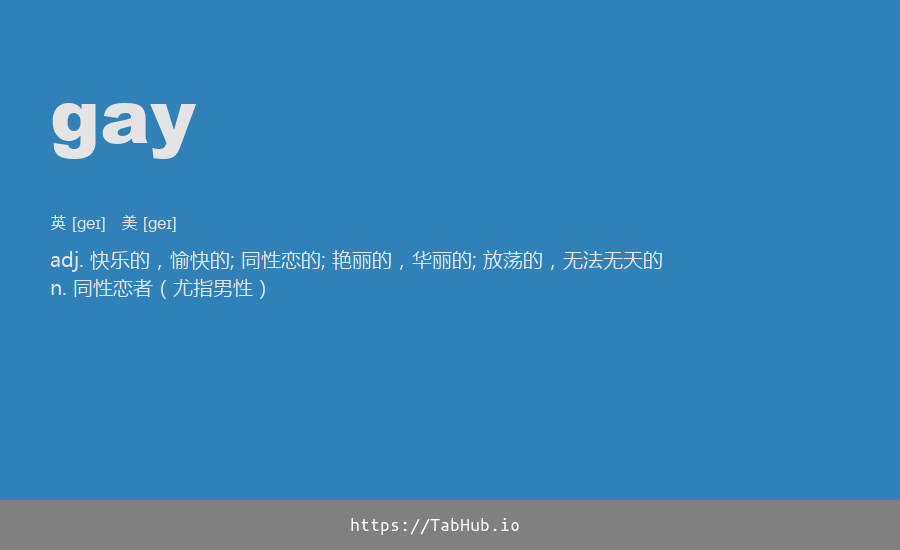 gay
英 [geɪ] 美 [geɪ]
adj. 快乐的，愉快的; 同性恋的; 艳丽的，华丽的; 放荡的，无法无天的
n. 同性恋者（尤指男性）
https://TabHub.io